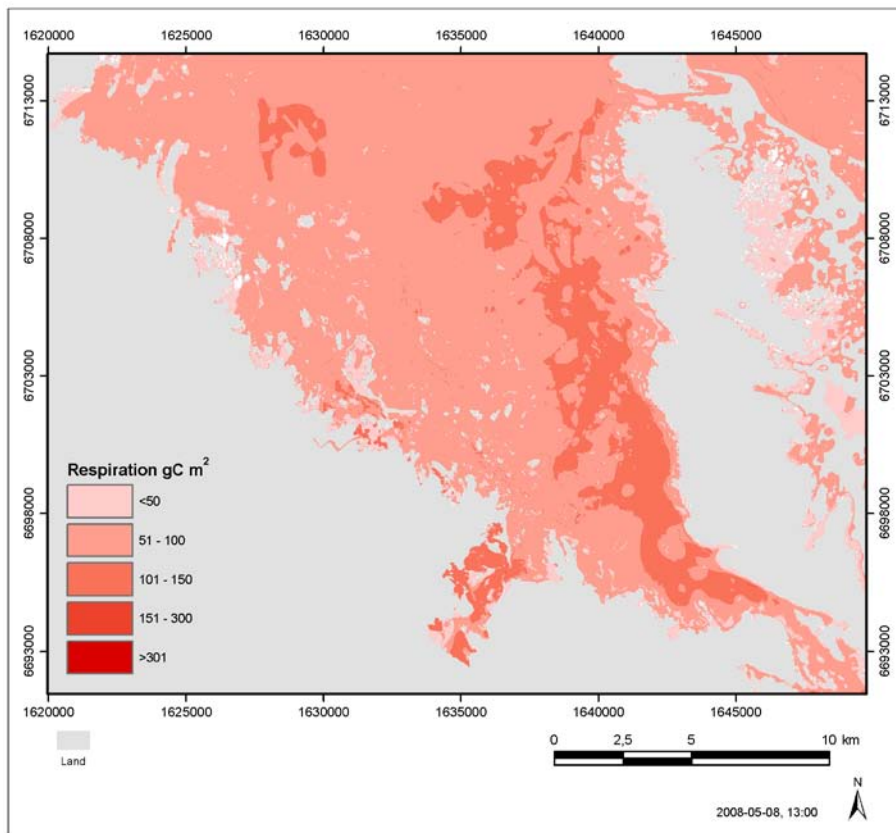 1620000 1625000 1630000 1635000 1640000 1645000
6713000 6713000
6708000 6708000
6703000 6703000
6698000 6698000
6693000 6693000
Respiration gC m²
<50
51 - 100
101 - 150
151 - 300
>301
1620000 1625000 1630000 1635000 1640000 1645000
Land
0 2,5 5 10 km
N
2008-05-08, 13:00